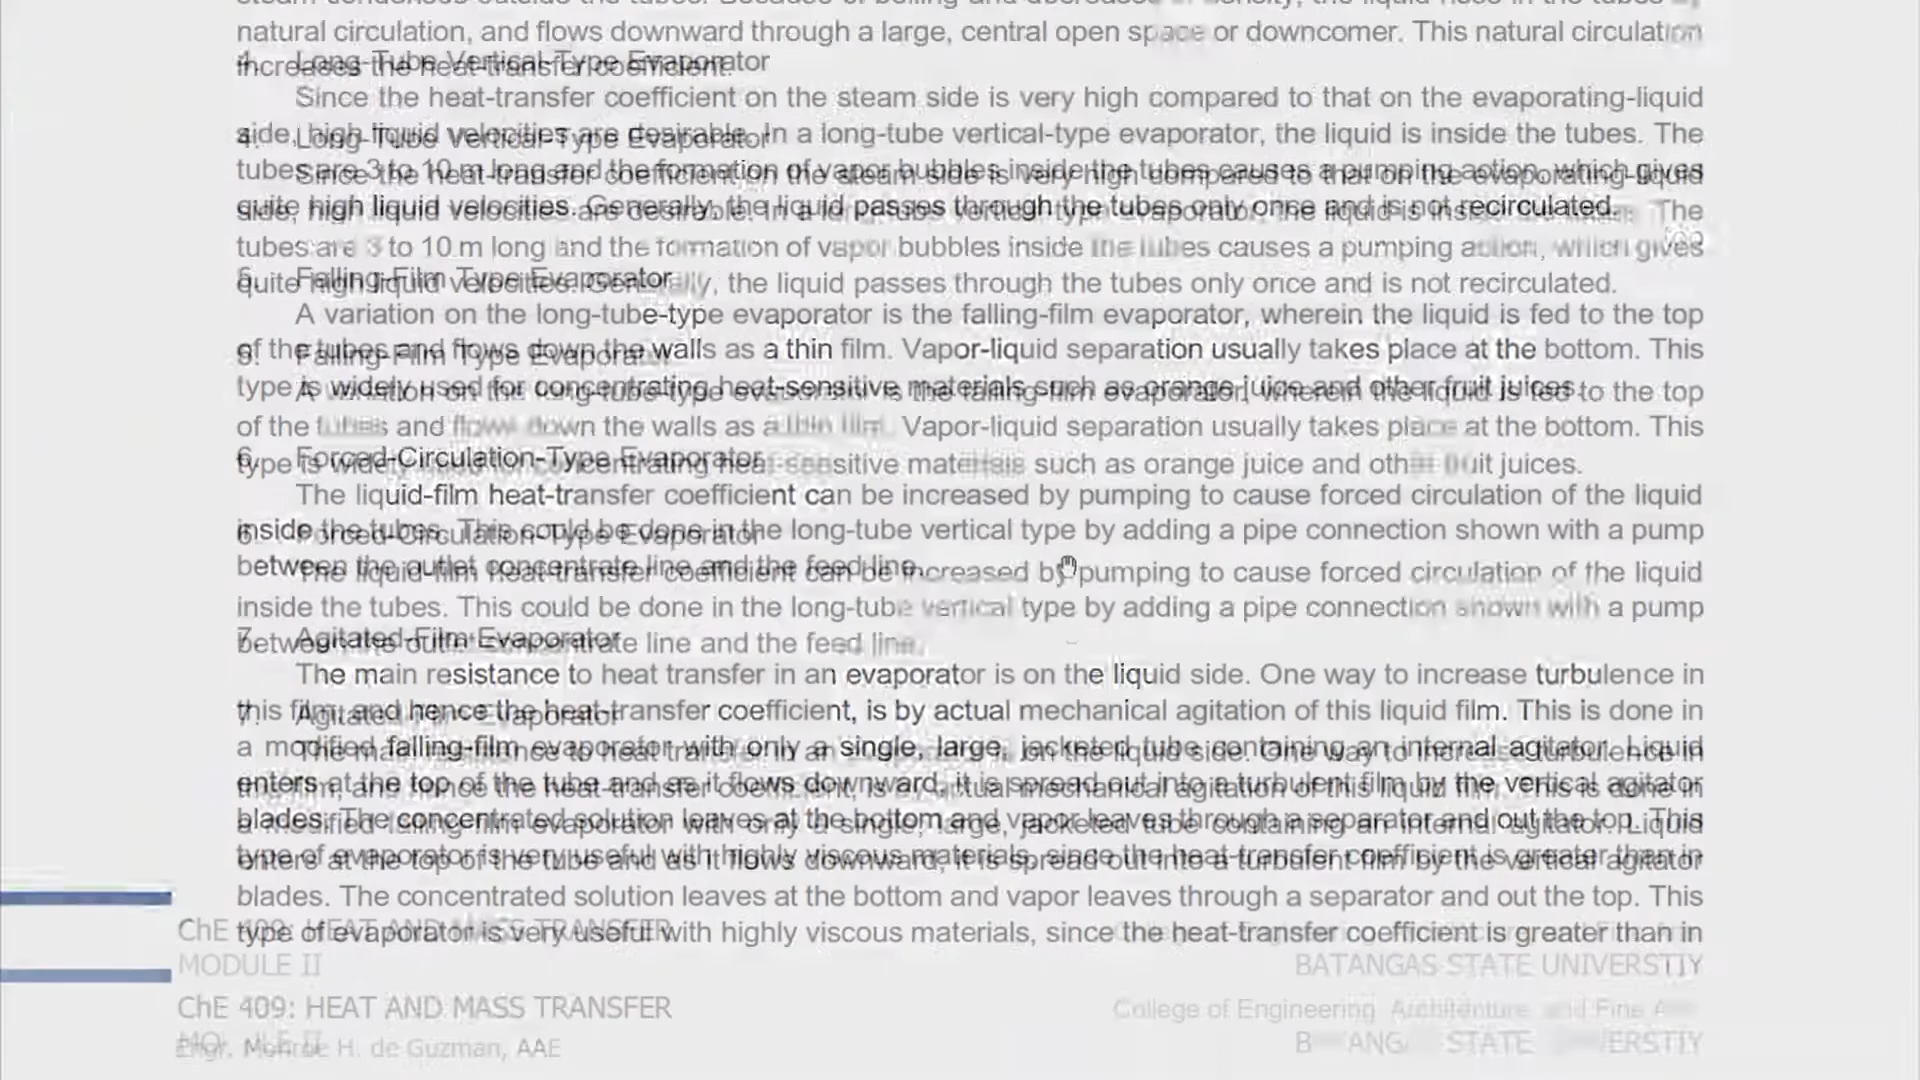 natural circulation, and flows downward through a large, central open space or downcomer. This natural circulation
increases the heat-transfer coefficient.
4. Long-Tube Vertical-Type Evaporator
Since the heat-transfer coefficient on the steam side is very high compared to that on the evaporating-liquid
side, high liquid velocities are desirable. In a long-tube vertical-type evaporator, the liquid is inside the tubes. The
tubes are 3 to 10 m long and the formation of vapor bubbles inside the tubes causes a pumping action, which gives
quite high liquid velocities. Generally, the liquid passes through the tubes only once and is not recirculated.
5. Falling-Film Type Evaporator
A variation on the long-tube-type evaporator is the falling-film evaporator, wherein the liquid is fed to the top
of the tubes and flows down the walls as a thin film. Vapor-liquid separation usually takes place at the bottom. This
type is widely used for concentrating heat-sensitive materials such as orange juice and other fruit juices.
6. Forced-Circulation-Type Evaporator
The liquid-film heat-transfer coefficient can be increased by pumping to cause forced circulation of the liquid
inside the tubes. This could be done in the long-tube vertical type by adding a pipe connection shown with a pump
between the outlet concentrate line and the feed line.
7. Agitated-Film Evaporator
The main resistance to heat transfer in an evaporator is on the liquid side. One way to increase turbulence in
this film, and hence the heat-transfer coefficient, is by actual mechanical agitation of this liquid film. This is done in
a modified falling-film evaporator with only a single, large, jacketed tube containing an internal agitator. Liquid
enters at the top of the tube and as it flows downward, it is spread out into a turbulent film by the vertical agitator
blades. The concentrated solution leaves at the bottom and vapor leaves through a separator and out the top. This
type of evaporator is very useful with highly viscous materials, since the heat-transfer coefficient is greater than in
ChE 409: HEAT AND MASS TRANSFER
MODULE II
BATANGAS STATE UNIVERSTIY
College of Engineering, Architecture, and Fine Arts
Engr. Monroe H. de Guzman, AAE